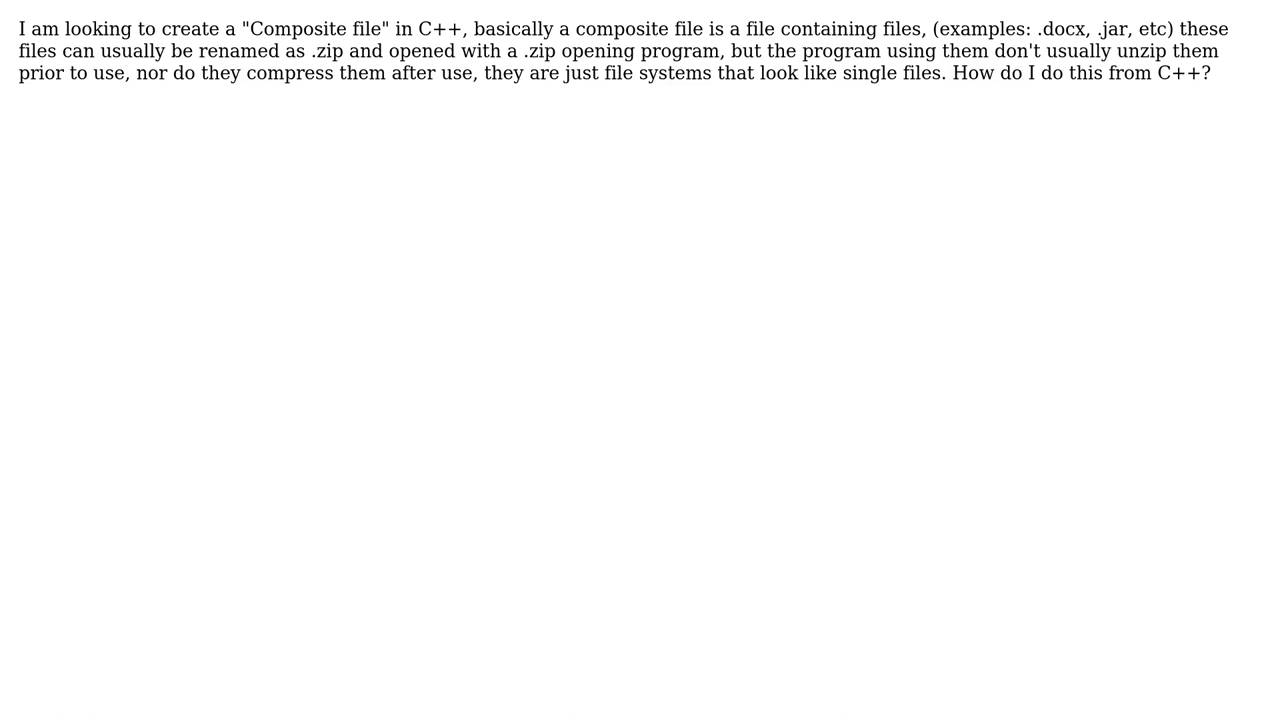 I am looking to create a "Composite file" in C++, basically a composite file is a file containing files, (examples: .docx, .jar, etc) these
files can usually be renamed as .zip and opened with a .zip opening program, but the program using them don't usually unzip them
prior to use, nor do they compress them after use, they are just file systems that look like single files. How do I do this from C++?